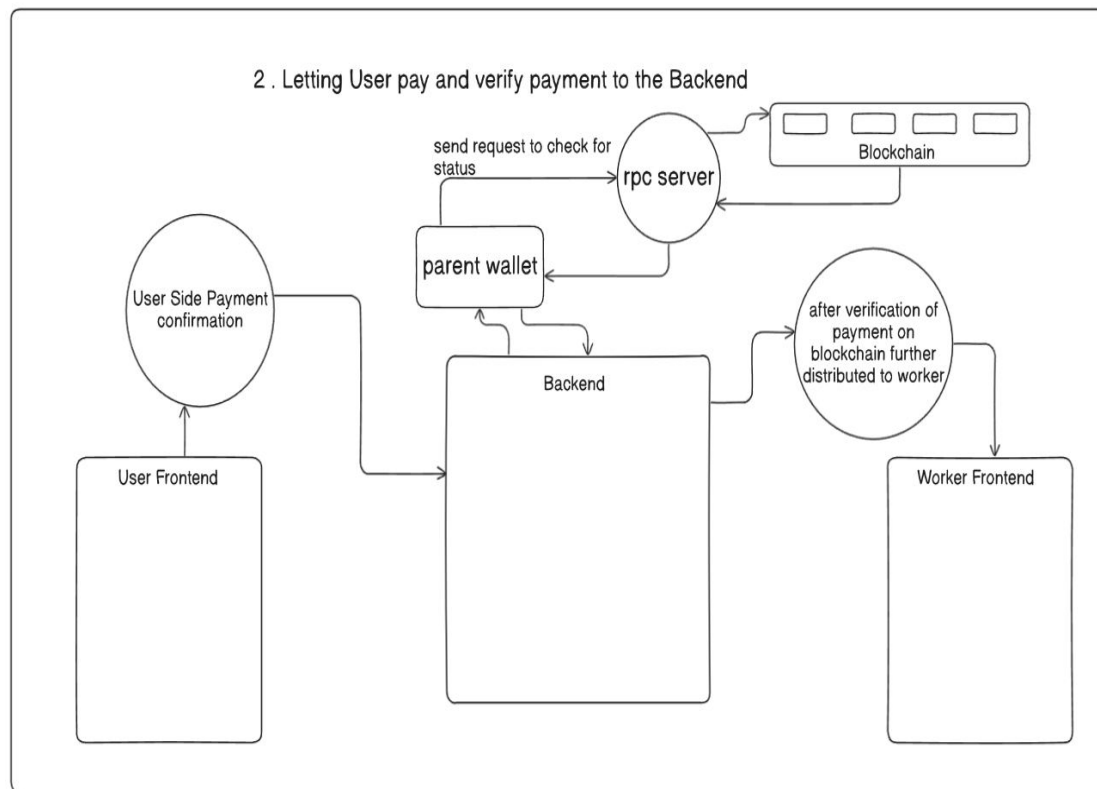 2 . Letting User pay and verify payment to the Backend
send request to check for
status
rpc server
Blockchain
parent wallet
User Side Payment
confirmation
after verification of
payment on
blockchain further
distributed to worker
Backend
User Frontend
Worker Frontend